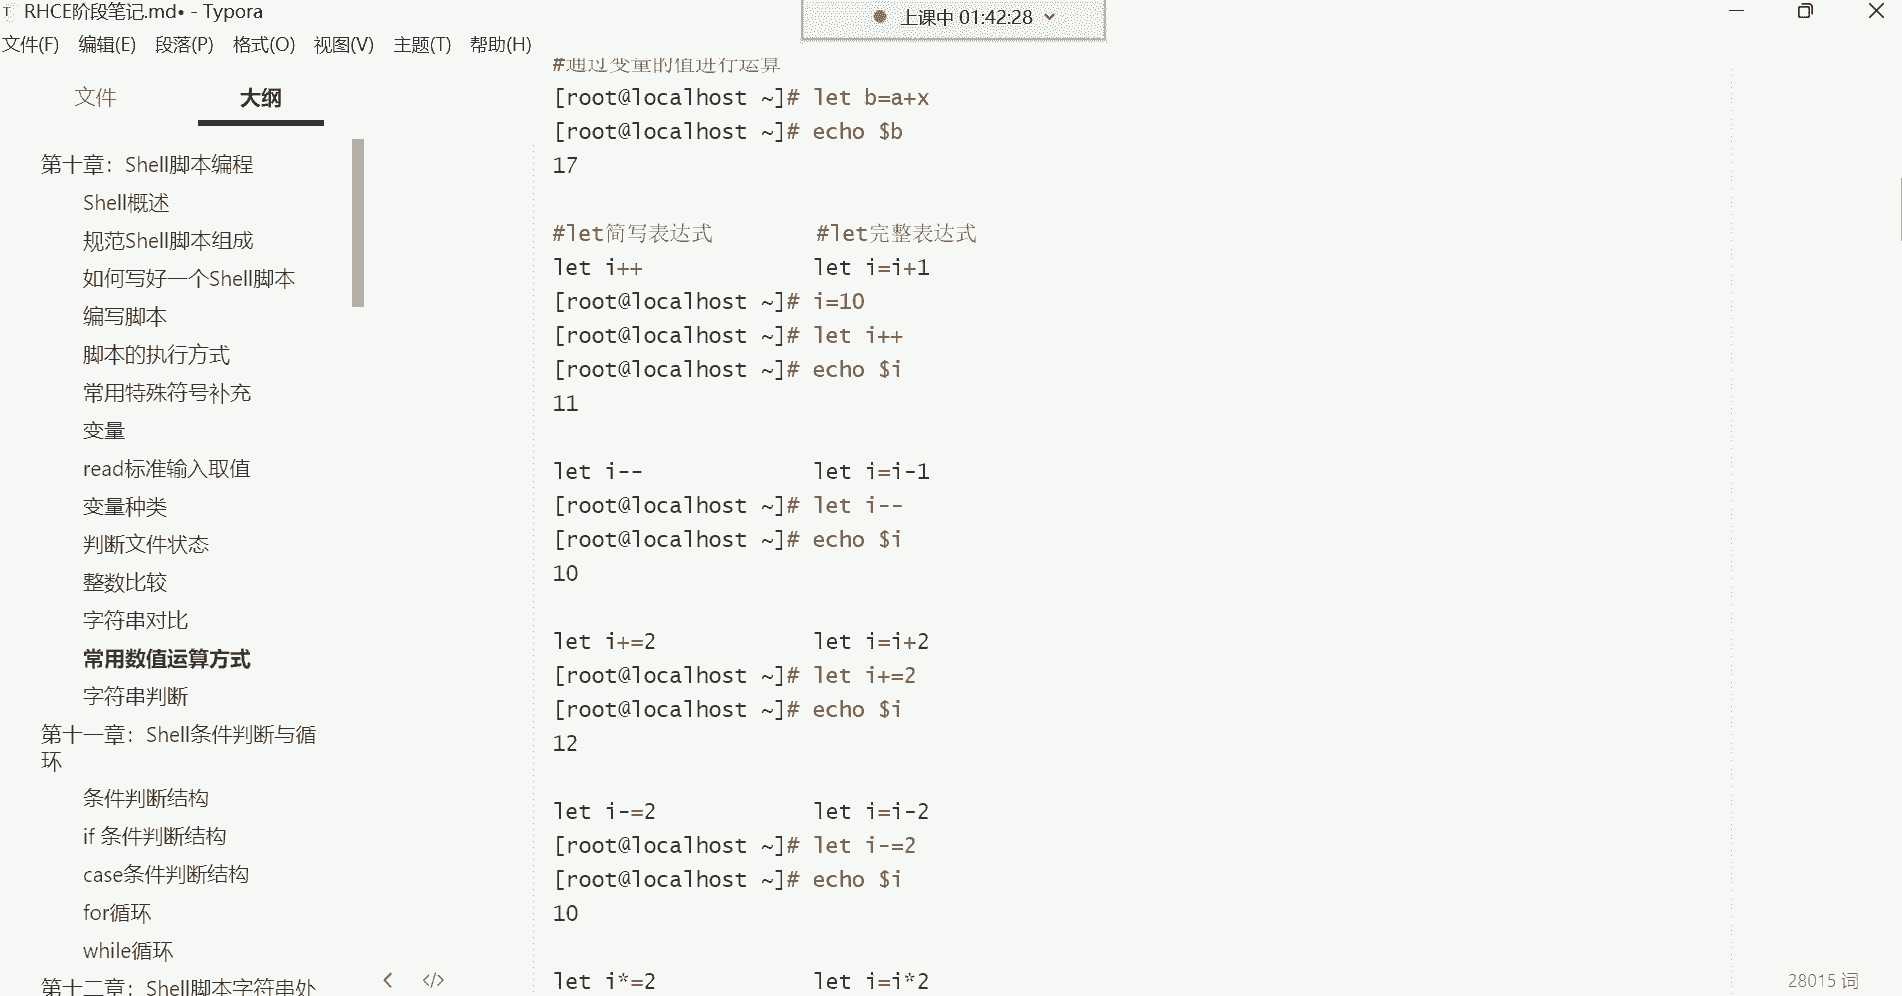 RHCE阶段笔记.md• - Typora
上课中 01:42:28
文件(F) 编辑(E) 段落(P) 格式(O) 视图(V) 主题(T) 帮助(H)
文件 大纲
第十章：Shell脚本编程
Shell概述
规范Shell脚本组成
如何写好一个Shell脚本
编写脚本
脚本的执行方式
常用特殊符号补充
变量
read标准输入取值
变量种类
判断文件状态
整数比较
字符串对比
常用数值运算方式
字符串判断
第十一章：Shell条件判断与循
环
条件判断结构
if 条件判断结构
case条件判断结构
for循环
while循环
第十二章：Shell脚本字符串处
#通过变量的值进行运算
[root@localhost ~]# let b=a+x
[root@localhost ~]# echo $b
17
#let简写表达式 #let完整表达式
let i++ let i=i+1
[root@localhost ~]# i=10
[root@localhost ~]# let i++
[root@localhost ~]# echo $i
11
let i-- let i=i-1
[root@localhost ~]# let i--
[root@localhost ~]# echo $i
10
let i+=2 let i=i+2
[root@localhost ~]# let i+=2
[root@localhost ~]# echo $i
12
let i-=2 let i=i-2
[root@localhost ~]# let i-=2
[root@localhost ~]# echo $i
10
let i*=2 let i=i*2
28015 词